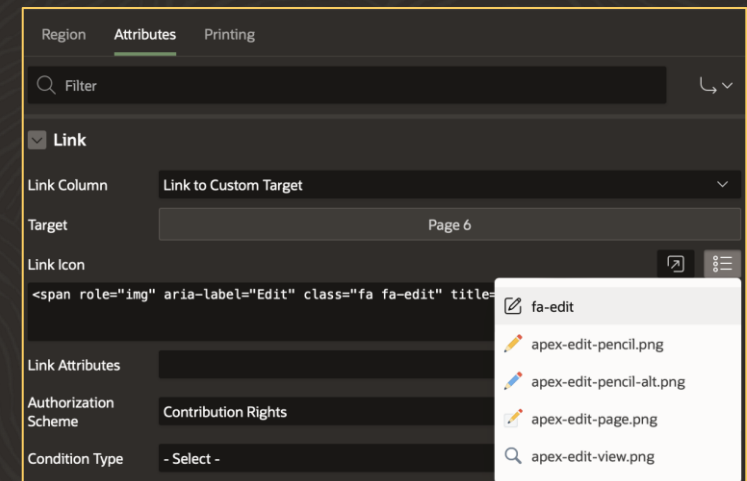 Region Attributes Printing
Filter
Link
Link Column Link to Custom Target
Target Page 6
Link Icon
<span role="img" aria-label="Edit" class="fa fa-edit" title=
fa-edit
apex-edit-pencil.png
Link Attributes
apex-edit-pencil-alt.png
Authorization
Scheme
Contribution Rights
apex-edit-page.png
Condition Type - Select -
apex-edit-view.png